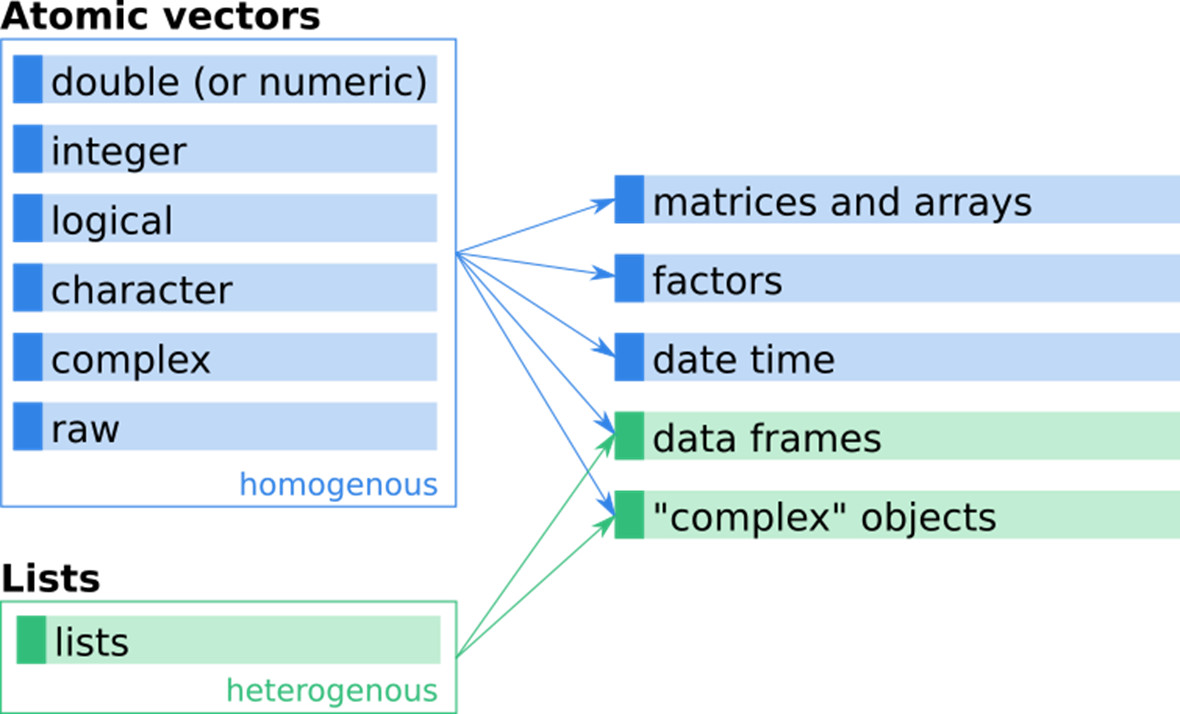 Atomic vectors
double (or numeric)
integer
logical
character
complex
raw
homogenous
Lists
lists
heterogenous
matrices and arrays
factors
date time
data frames
"complex" objects